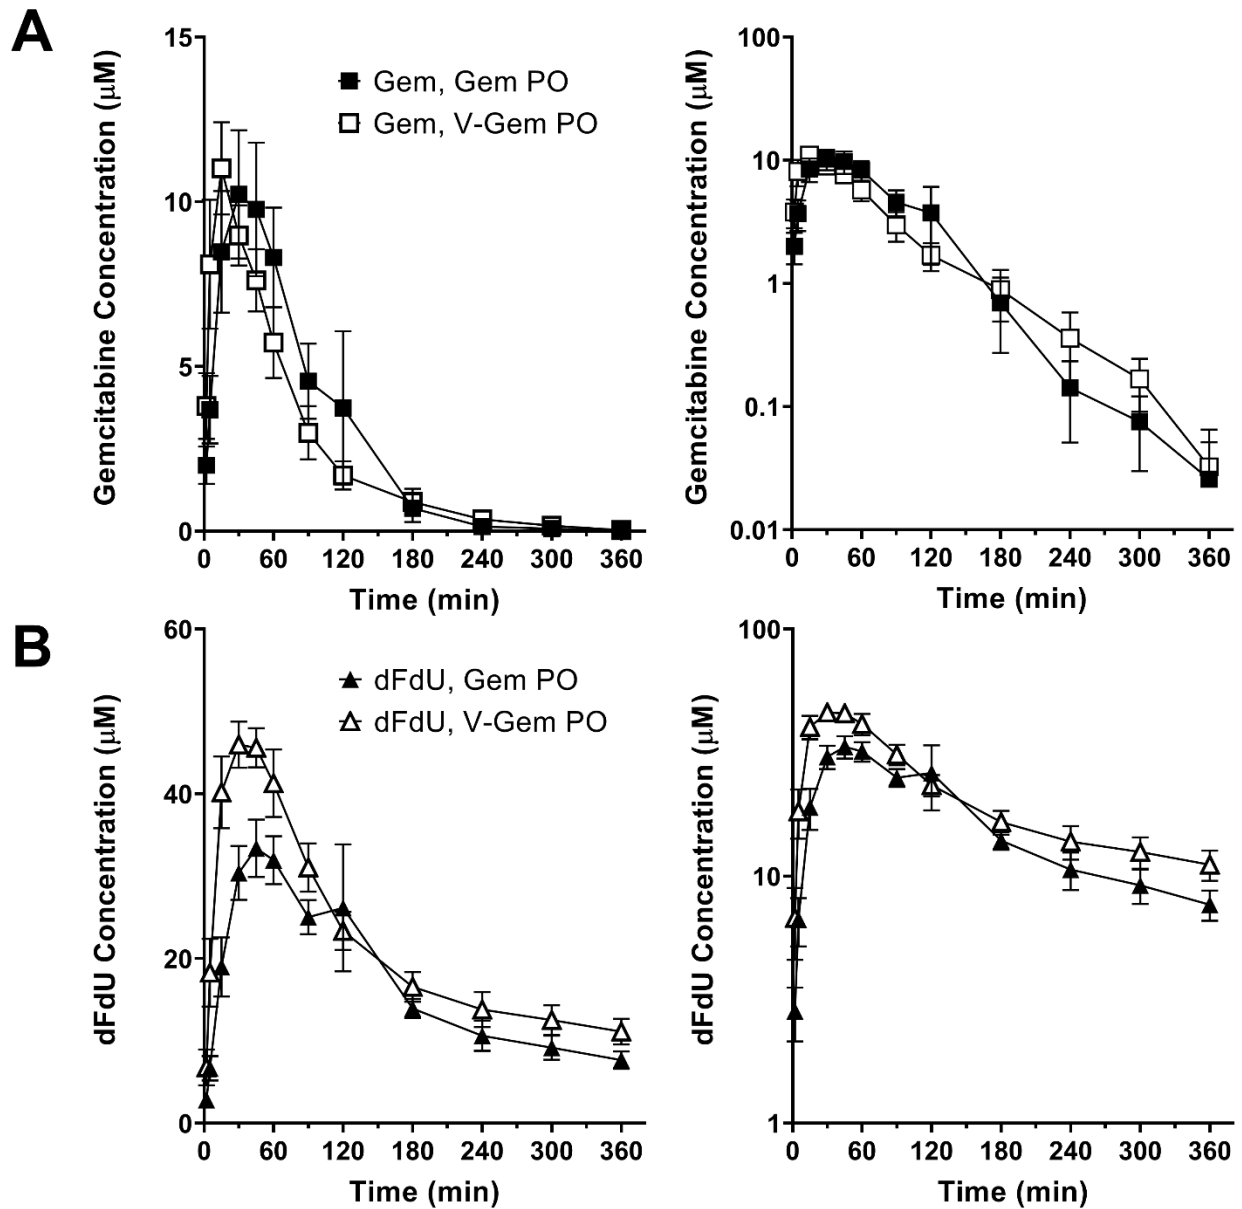 A
Gemcitabine Concentration (μM)
15
10
5
0
Gem, Gem PO
Gem, V-Gem PO
0 60 120 180 240 300 360
Time (min)
Gemcitabine Concentration (μM)
100
10
1
0.1
0.01
0 60 120 180 240 300 360
Time (min)
B
dFdU Concentration (μM)
60
40
20
0
dFdU, Gem PO
dFdU, V-Gem PO
0 60 120 180 240 300 360
Time (min)
dFdU Concentration (μM)
100
10
1
0 60 120 180 240 300 360
Time (min)